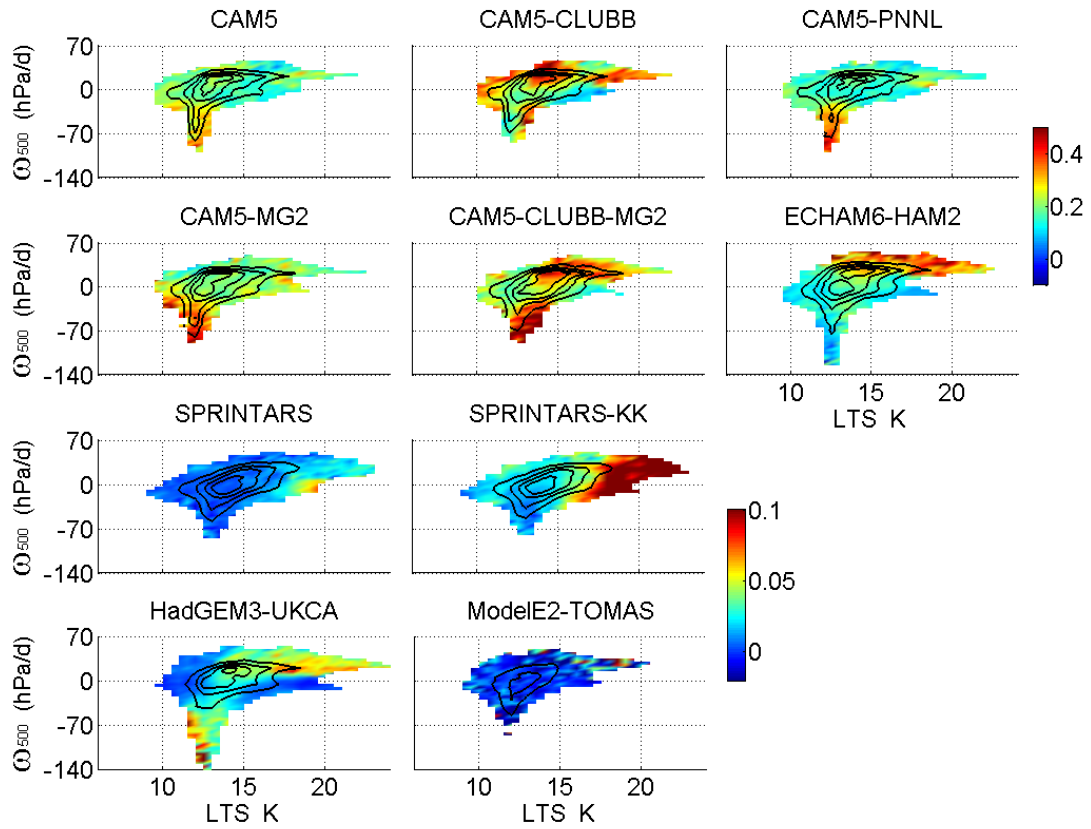 CAM5 CAM5-CLUBB CAM5-PNNL
70
0
-70
-140
ω500 (hPa/d)
0.4
0.2
0
CAM5-MG2 CAM5-CLUBB-MG2 ECHAM6-HAM2
70
0
-70
-140
ω500 (hPa/d)
10 15 20
LTS K
SPRINTARS SPRINTARS-KK
70
0
-70
-140
ω500 (hPa/d)
0.1
0.05
0
HadGEM3-UKCA ModelE2-TOMAS
70
0
-70
-140
ω500 (hPa/d)
10 15 20 10 15 20
LTS K LTS K